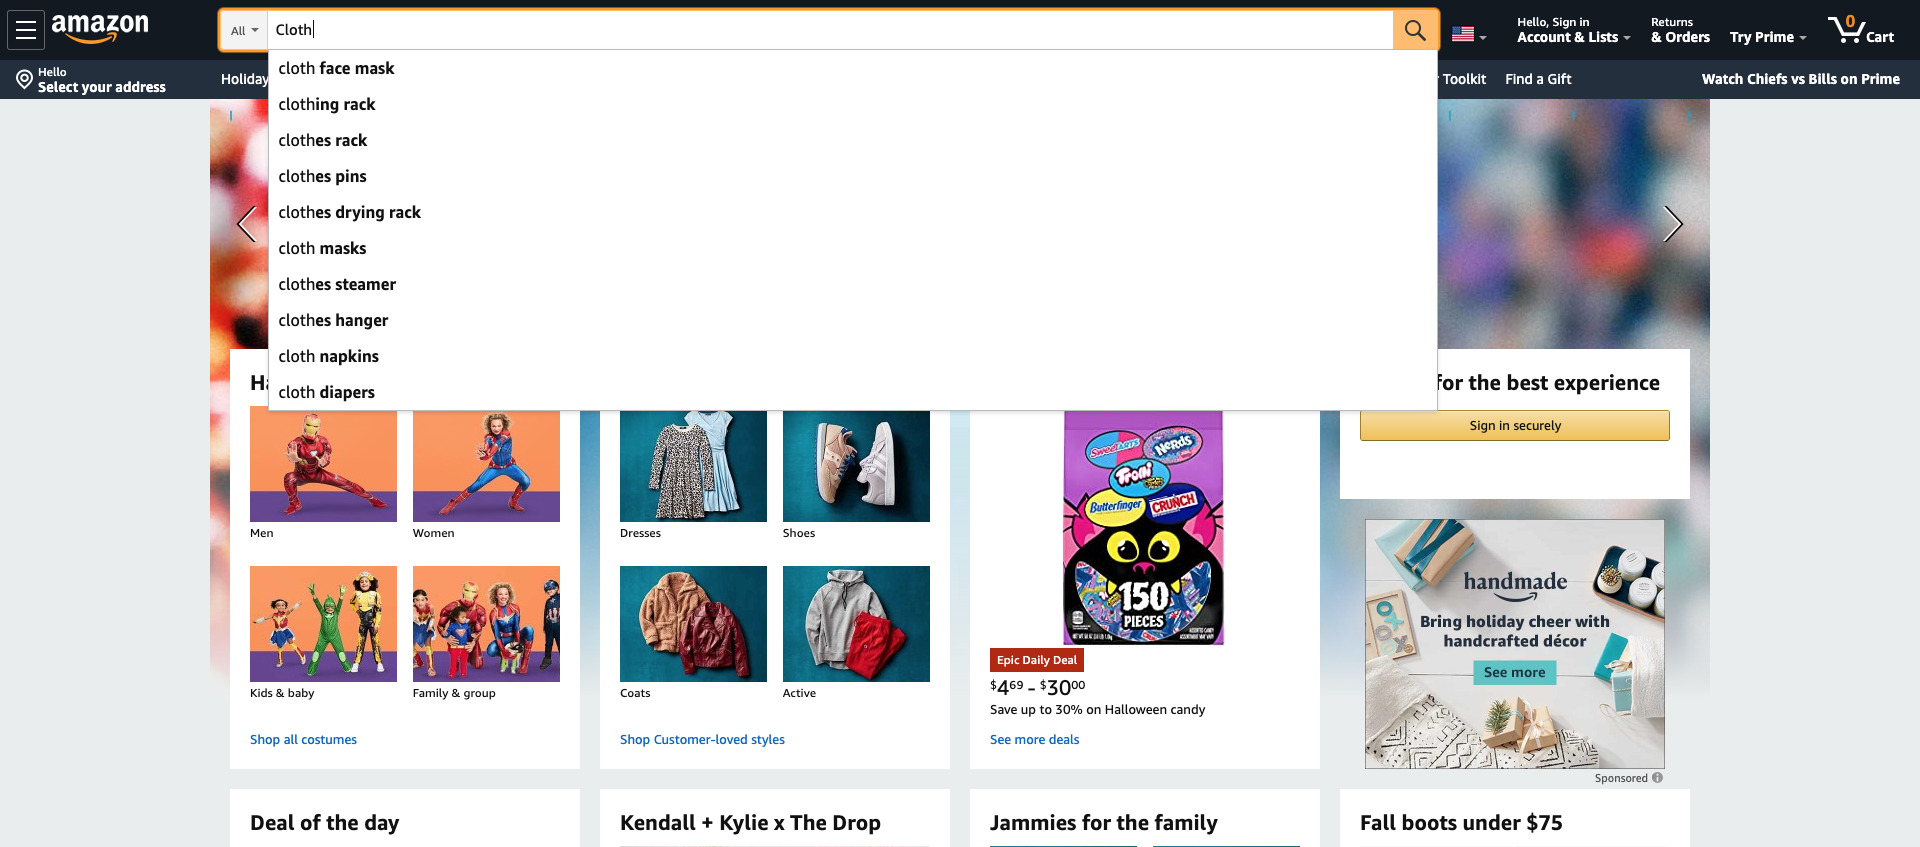 amazon
All
Cloth
Hello, Sign in
Account & Lists
Returns
& Orders
Try Prime
0
Cart
Hello
Select your address
Holiday
Toolkit
Find a Gift
Watch Chiefs vs Bills on Prime
cloth face mask
clothing rack
clothes rack
clothes pins
clothes drying rack
cloth masks
clothes steamer
clothes hanger
cloth napkins
cloth diapers
Ha
Men
Women
Kids & baby
Family & group
Shop all costumes
Dresses
Shoes
Coats
Active
Shop Customer-loved styles
SweeTARTS
Nerds
Trolli
Butterfinger
CRUNCH
150
PIECES
Epic Daily Deal
$469 - $3000
Save up to 30% on Halloween candy
See more deals
for the best experience
Sign in securely
handmade
Bring holiday cheer with
handcrafted décor
See more
Sponsored
Deal of the day
Kendall + Kylie x The Drop
Jammies for the family
Fall boots under $75